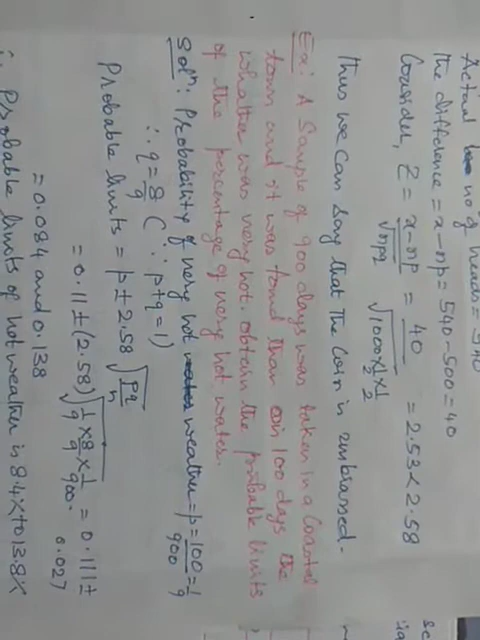 Actual no of heads = 540
The difference = x - np = 540 - 500 = 40
Consider, Z = x-np/√npq = 40/√1000×1/2×1/2 = 2.53 < 2.58
Thus we can say that the coin is unbiassed.
Ex: A Sample of 900 days was taken in a coastal
town and it was found than on 100 days the
whather was very hot. obtain the probable limits
of the percentage of very hot water.
Solⁿ: Probability of very hot weather = p = 100/900 = 1/9
∴ q = 8/9 (∵ p+q = 1)
Probable limits = p ± 2.58 √pq/n
= 0.11 ± (2.58) √1/9 × 8/9 × 1/900 = 0.111 ± 0.027
= 0.084 and 0.138
∴ Probable limits of hot weather is 8.4% to 13.8%